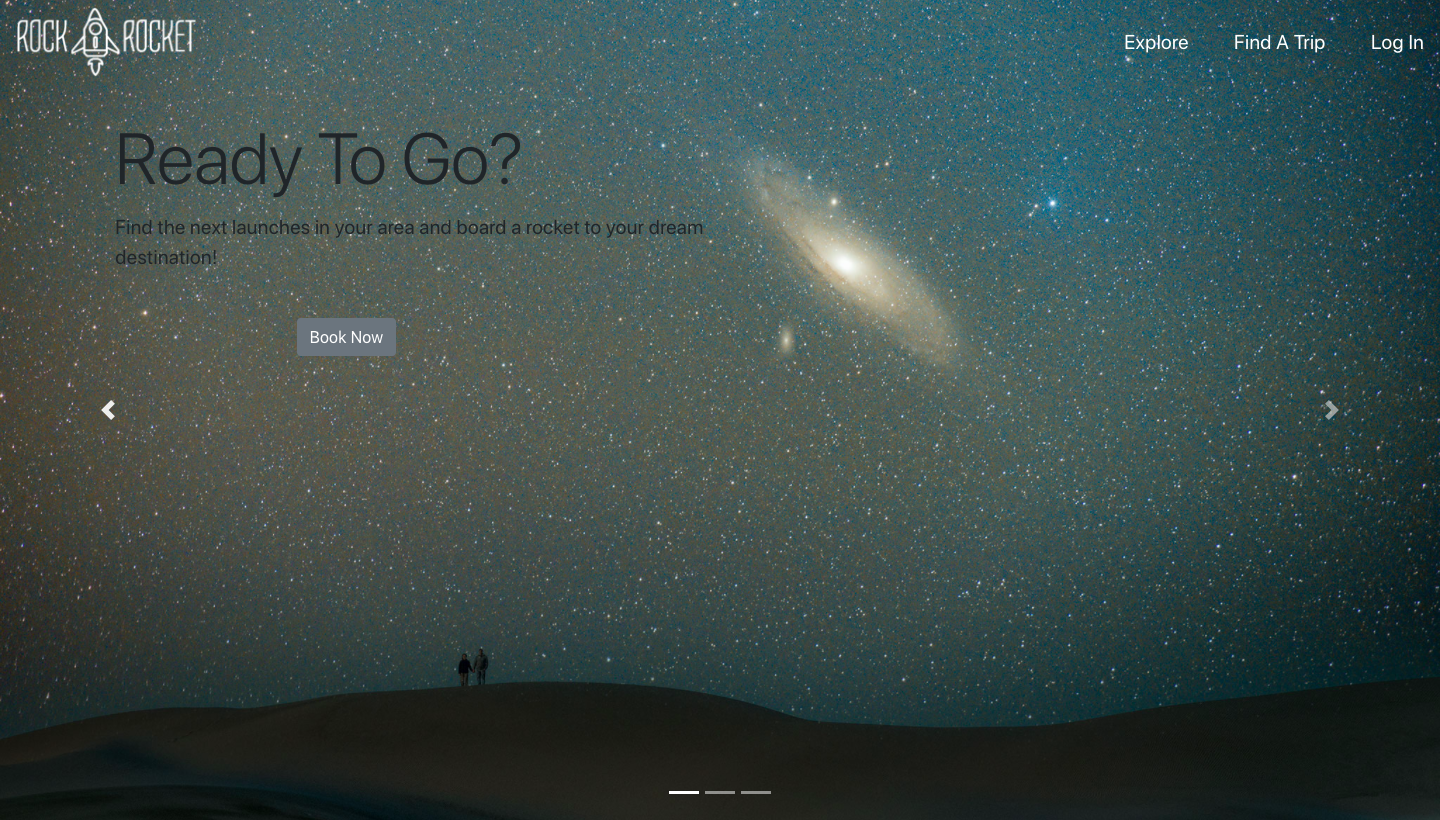 ROCK ROCKET
Explore
Find A Trip
Log In
Ready To Go?
Find the next launches in your area and board a rocket to your dream
destination!
Book Now